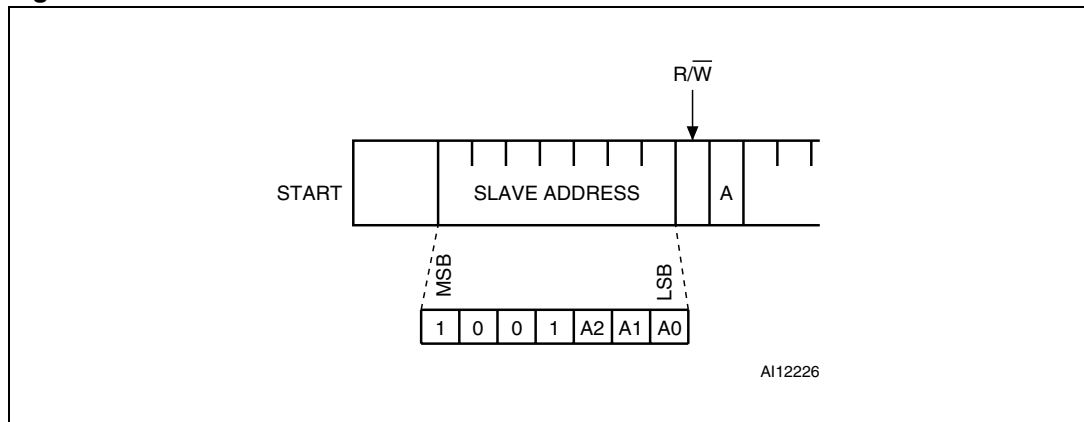 R/W̅
START SLAVE ADDRESS A
MSB LSB
1 0 0 1 A2 A1 A0
AI12226